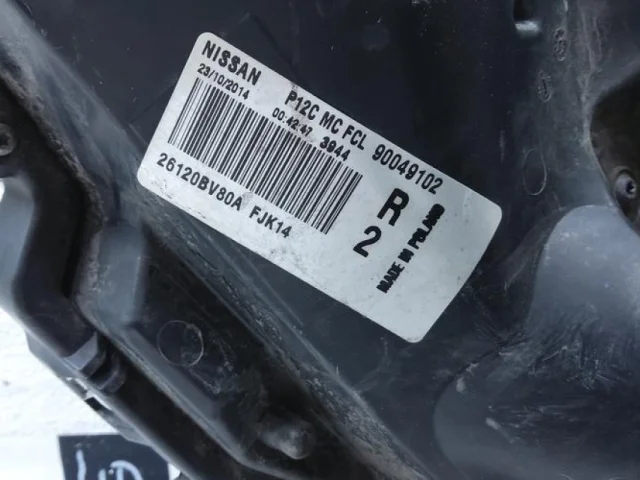 NISSAN P12C MC FCL 90049102
23/10/2014 00:42:47 3944
26120BV80A FJK14
R
2
MADE IN POLAND